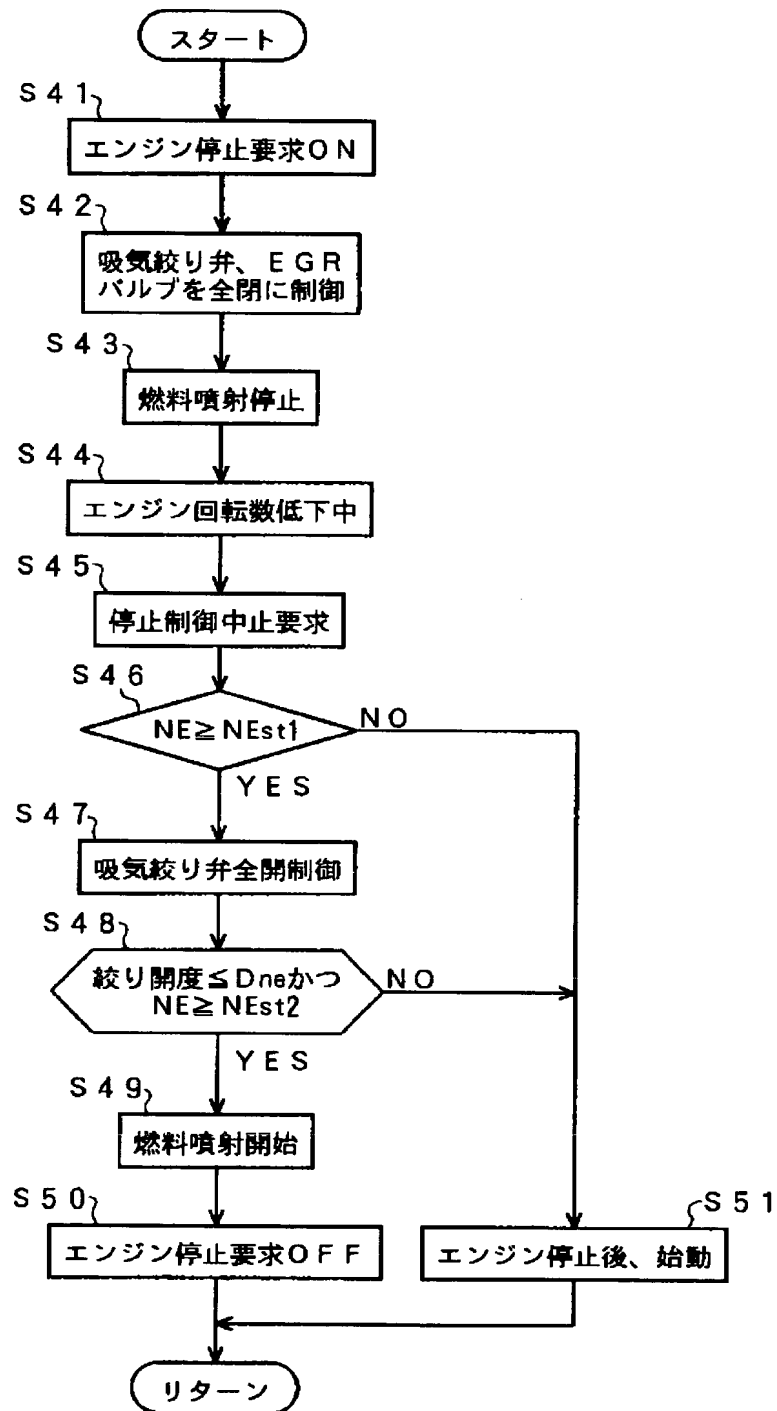 スタート
S41
エンジン停止要求ON
S42
吸気絞り弁、EGR
バルブを全閉に制御
S43
燃料噴射停止
S44
エンジン回転数低下中
S45
停止制御中止要求
S46
NE≧NEst1
NO
YES
S47
吸気絞り弁全開制御
S48
絞り開度≦Dneかつ
NE≧NEst2
NO
YES
S49
燃料噴射開始
S50
エンジン停止要求OFF
S51
エンジン停止後、始動
リターン